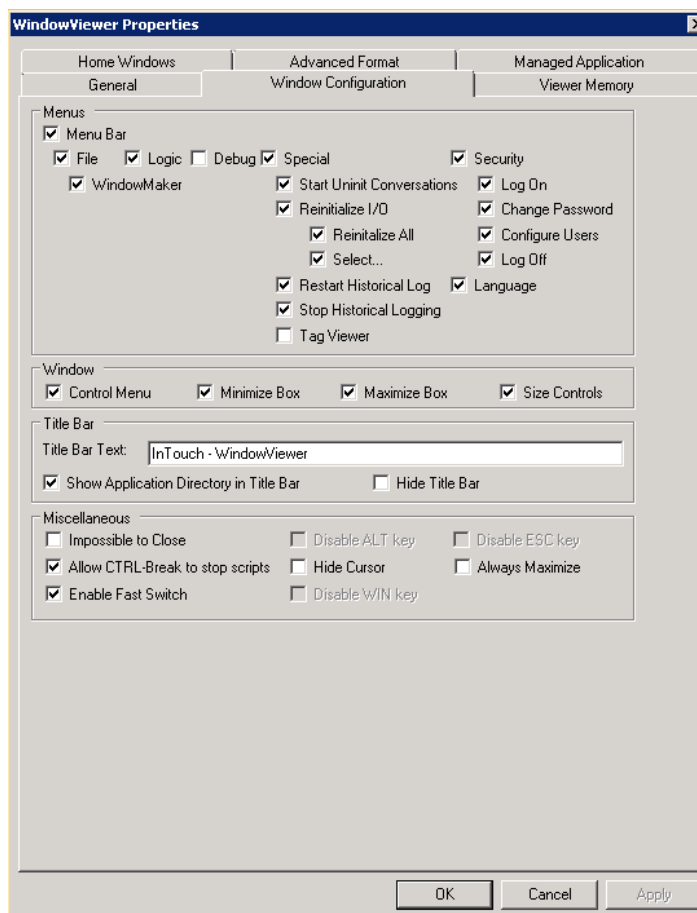 WindowViewer Properties
Home Windows Advanced Format Managed Application
General Window Configuration Viewer Memory
Menus
Menu Bar
File Logic Debug Special Security
WindowMaker Start Uninit Conversations Log On
Reinitialize I/O Change Password
Reinitalize All Configure Users
Select... Log Off
Restart Historical Log Language
Stop Historical Logging
Tag Viewer
Window
Control Menu Minimize Box Maximize Box Size Controls
Title Bar
Title Bar Text: InTouch - WindowViewer
Show Application Directory in Title Bar Hide Title Bar
Miscellaneous
Impossible to Close Disable ALT key Disable ESC key
Allow CTRL-Break to stop scripts Hide Cursor Always Maximize
Enable Fast Switch Disable WIN key
OK Cancel Apply